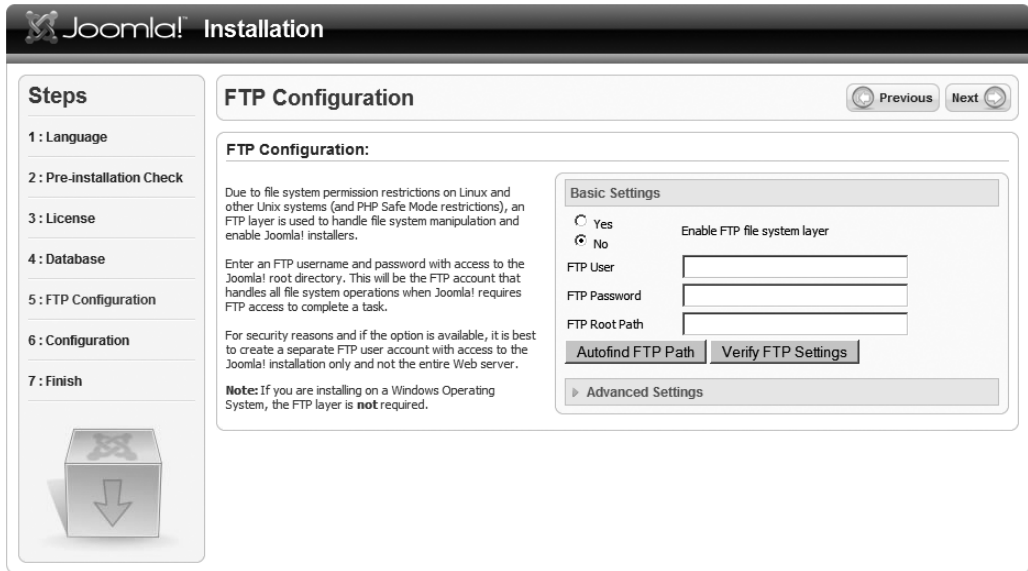 Joomla! Installation
Steps
1 : Language
2 : Pre-installation Check
3 : License
4 : Database
5 : FTP Configuration
6 : Configuration
7 : Finish
FTP Configuration
Previous
Next
FTP Configuration:
Due to file system permission restrictions on Linux and
other Unix systems (and PHP Safe Mode restrictions), an
FTP layer is used to handle file system manipulation and
enable Joomla! installers.
Enter an FTP username and password with access to the
Joomla! root directory. This will be the FTP account that
handles all file system operations when Joomla! requires
FTP access to complete a task.
For security reasons and if the option is available, it is best
to create a separate FTP user account with access to the
Joomla! installation only and not the entire Web server.
Note: If you are installing on a Windows Operating
System, the FTP layer is not required.
Basic Settings
Yes
No
Enable FTP file system layer
FTP User
FTP Password
FTP Root Path
Autofind FTP Path
Verify FTP Settings
Advanced Settings